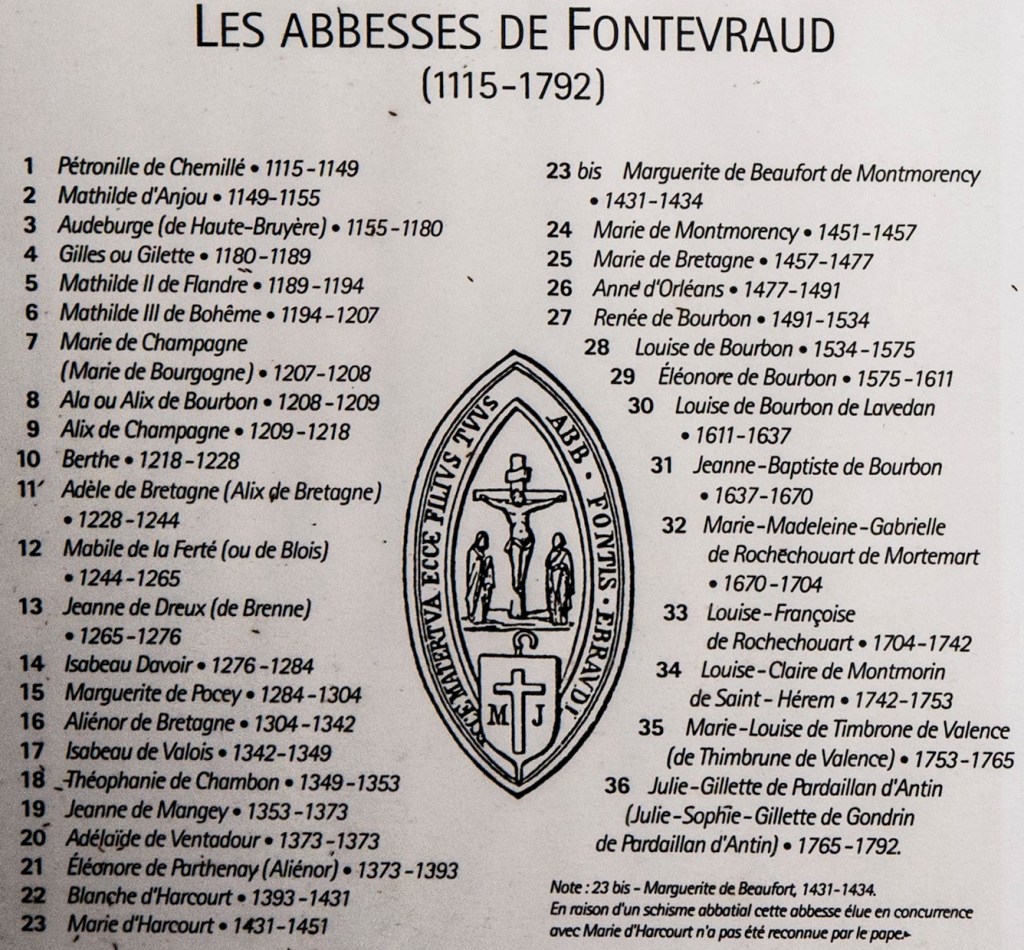 LES ABBESSES DE FONTEVRAUD
(1115-1792)
1 Pétronille de Chemillé • 1115-1149
2 Mathilde d'Anjou • 1149-1155
3 Audeburge (de Haute-Bruyère) • 1155-1180
4 Gilles ou Gilette • 1180-1189
5 Mathilde II de Flandre • 1189-1194
6 Mathilde III de Bohême • 1194-1207
7 Marie de Champagne
(Marie de Bourgogne) • 1207-1208
8 Ala ou Alix de Bourbon • 1208-1209
9 Alix de Champagne • 1209-1218
10 Berthe • 1218-1228
11 Adèle de Bretagne (Alix de Bretagne)
• 1228-1244
12 Mabile de la Ferté (ou de Blois)
• 1244-1265
13 Jeanne de Dreux (de Brenne)
• 1265-1276
14 Isabeau Davoir • 1276-1284
15 Marguerite de Pocey • 1284-1304
16 Aliénor de Bretagne • 1304-1342
17 Isabeau de Valois • 1342-1349
18 Théophanie de Chambon • 1349-1353
19 Jeanne de Mangey • 1353-1373
20 Adélaïde de Ventadour • 1373-1373
21 Éléonore de Parthenay (Aliénor) • 1373-1393
22 Blanche d'Harcourt • 1393-1431
23 Marie d'Harcourt • 1431-1451
23 bis Marguerite de Beaufort de Montmorency
• 1431-1434
24 Marie de Montmorency • 1451-1457
25 Marie de Bretagne • 1457-1477
26 Anne d'Orléans • 1477-1491
27 Renée de Bourbon • 1491-1534
28 Louise de Bourbon • 1534-1575
29 Éléonore de Bourbon • 1575-1611
30 Louise de Bourbon de Lavedan
• 1611-1637
31 Jeanne-Baptiste de Bourbon
• 1637-1670
32 Marie-Madeleine-Gabrielle
de Rochechouart de Mortemart
• 1670-1704
33 Louise-Françoise
de Rochechouart • 1704-1742
34 Louise-Claire de Montmorin
de Saint-Hérem • 1742-1753
35 Marie-Louise de Timbrone de Valence
(de Thimbrune de Valence) • 1753-1765
36 Julie-Gillette de Pardaillan d'Antin
(Julie-Sophie-Gillette de Gondrin
de Pardaillan d'Antin) • 1765-1792.
Note : 23 bis - Marguerite de Beaufort, 1431-1434.
En raison d'un schisme abbatial cette abbesse élue en concurrence
avec Marie d'Harcourt n'a pas été reconnue par le pape.
MATERTVA ECCE FILIVS TVVS
ABB · FONTIS · EBRAVDI
M J